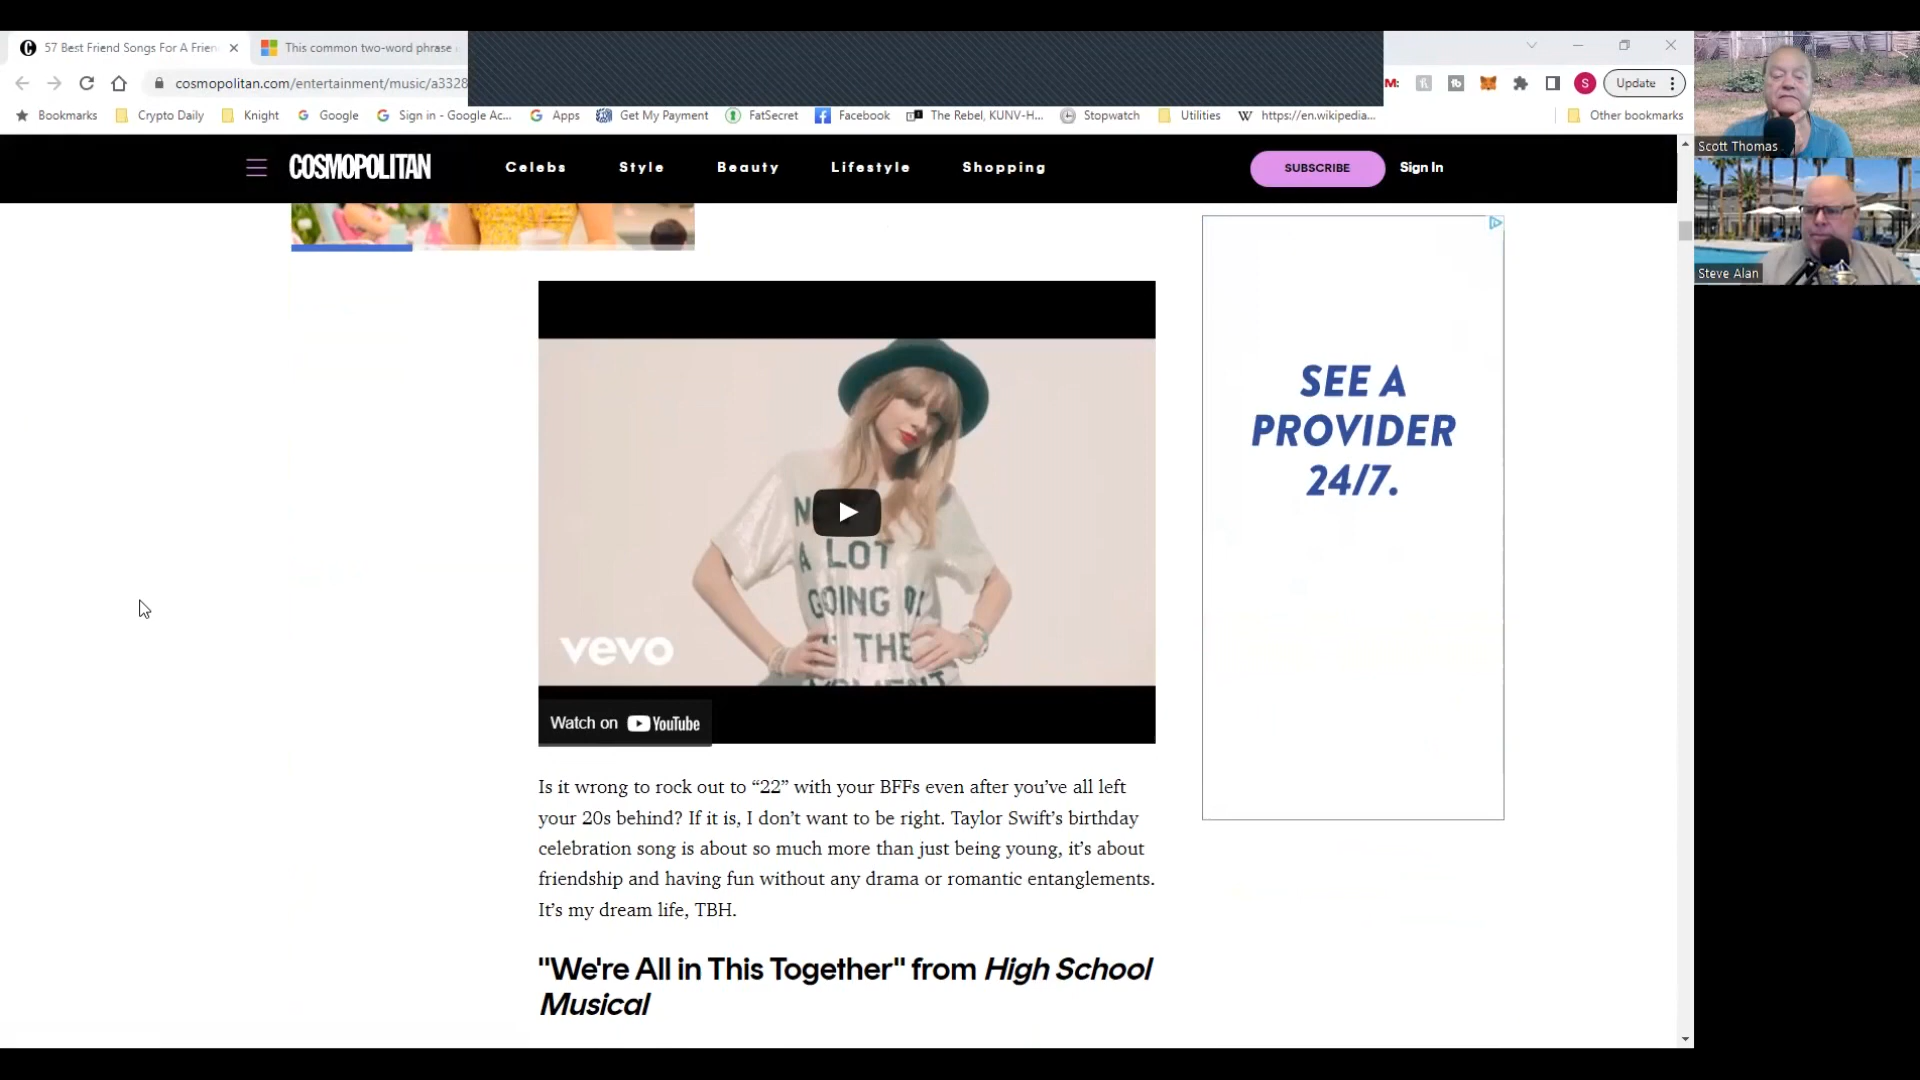 57 Best Friend Songs For A Frien
This common two-word phrase
cosmopolitan.com/entertainment/music/a3328
M:
S
Update
Bookmarks
Crypto Daily
Knight
Google
Sign in - Google Ac...
Apps
Get My Payment
FatSecret
Facebook
The Rebel, KUNV-H...
Stopwatch
Utilities
W https://en.wikipedia...
Other bookmarks
Scott Thomas
Steve Alan
COSMOPOLITAN
Celebs
Style
Beauty
Lifestyle
Shopping
SUBSCRIBE
Sign In
A LOT
GOING
THE
vevo
Watch on YouTube
SEE A
PROVIDER
24/7.
Is it wrong to rock out to “22” with your BFFs even after you’ve all left
your 20s behind? If it is, I don’t want to be right. Taylor Swift’s birthday
celebration song is about so much more than just being young, it’s about
friendship and having fun without any drama or romantic entanglements.
It’s my dream life, TBH.
"We're All in This Together" from High School
Musical